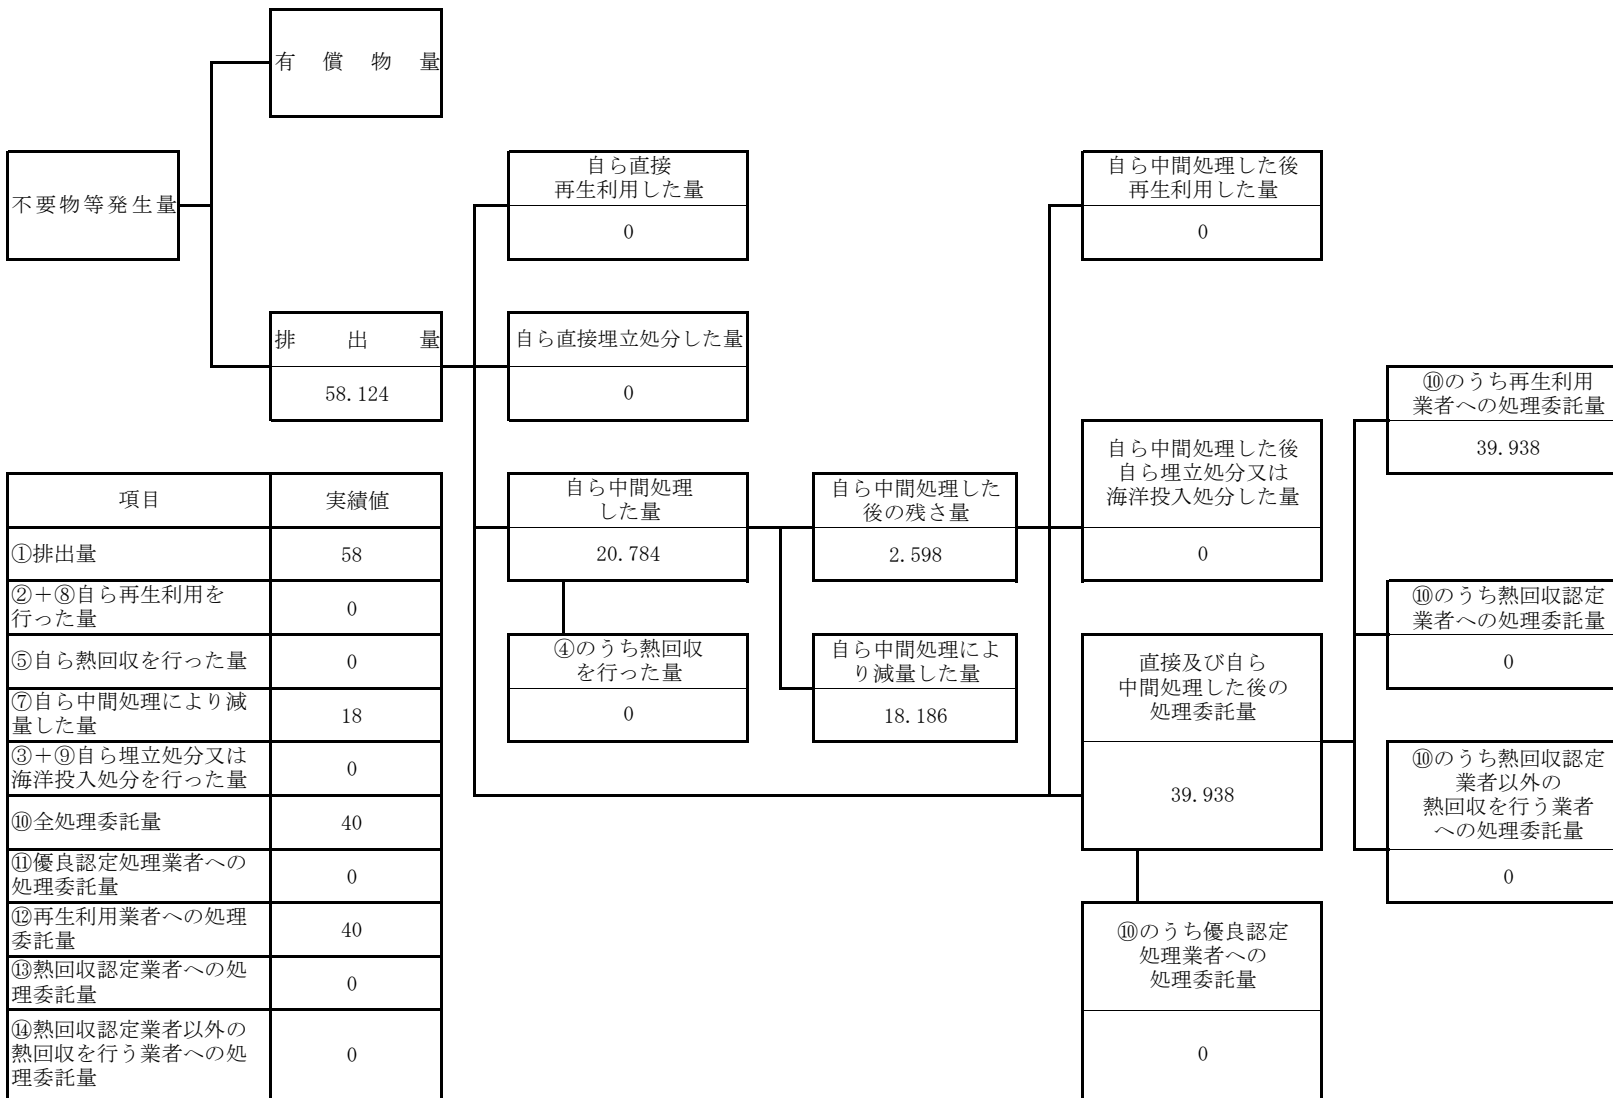 有償物量
不要物等発生量
排出量
58.124
自ら直接
再生利用した量
0
自ら直接埋立処分した量
0
自ら中間処理
した量
20.784
④のうち熱回収
を行った量
0
自ら中間処理した
後の残さ量
2.598
自ら中間処理によ
り減量した量
18.186
自ら中間処理した後
再生利用した量
0
自ら中間処理した後
自ら埋立処分又は
海洋投入処分した量
0
直接及び自ら
中間処理した後の
処理委託量
39.938
⑩のうち優良認定
処理業者への
処理委託量
0
⑩のうち再生利用
業者への処理委託量
39.938
⑩のうち熱回収認定
業者への処理委託量
0
⑩のうち熱回収認定
業者以外の
熱回収を行う業者
への処理委託量
0
項目 実績値
①排出量 58
②+⑧自ら再生利用を
行った量 0
⑤自ら熱回収を行った量 0
⑦自ら中間処理により減
量した量 18
③+⑨自ら埋立処分又は
海洋投入処分を行った量 0
⑩全処理委託量 40
⑪優良認定処理業者への
処理委託量 0
⑫再生利用業者への処理
委託量 40
⑬熱回収認定業者への処
理委託量 0
⑭熱回収認定業者以外の
熱回収を行う業者への処
理委託量 0